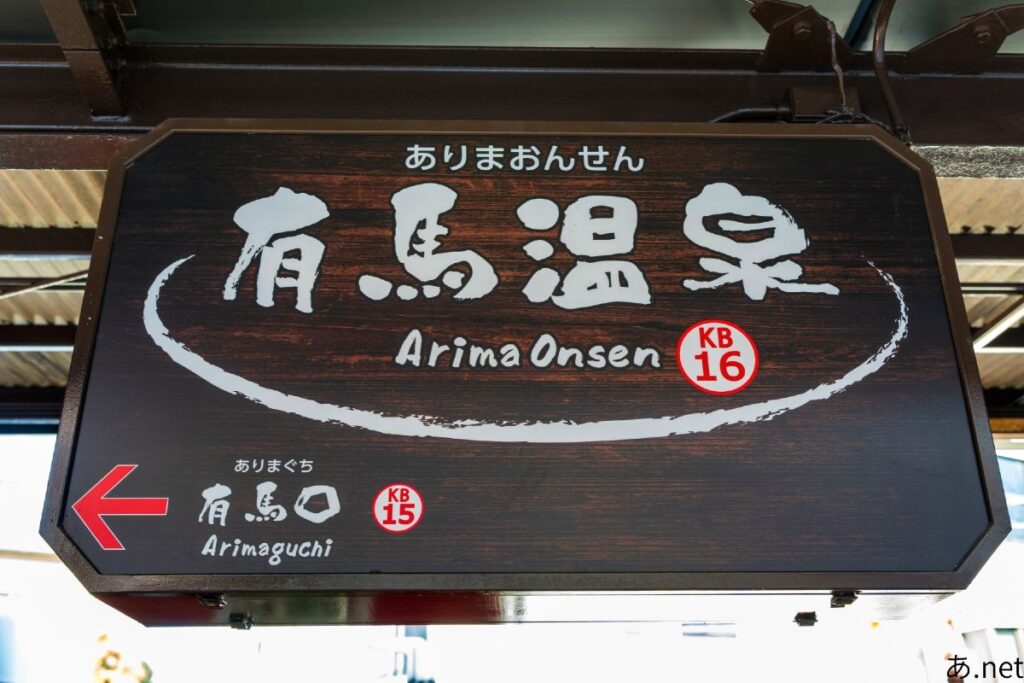 ありまおんせん
有馬温泉
Arima Onsen
KB
16
ありまぐち
有馬口
KB
15
Arimaguchi
あ.net